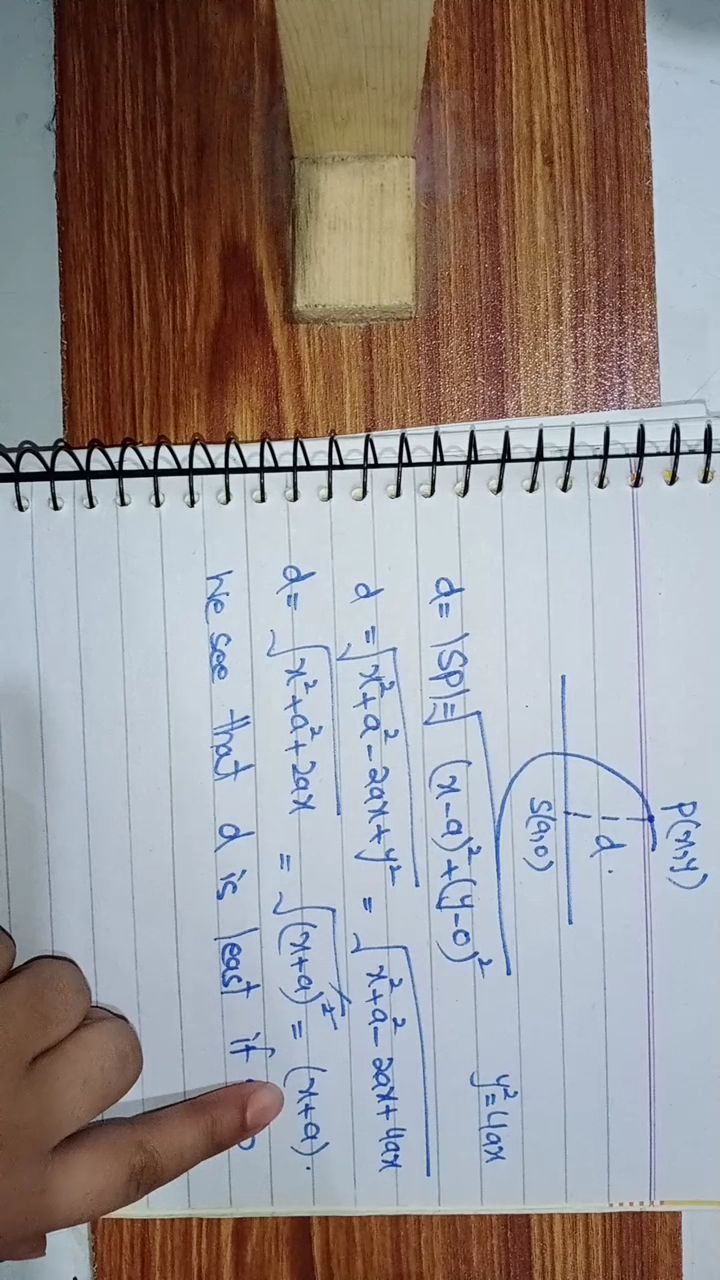 P(x,y)
d.
S(a,0)
y²=4ax
d= |SP|=√(x-a)²+(y-0)²
d = √x²+a²-2ax+y² = √x²+a²-2ax+4ax
d= √x²+a²+2ax = √(x+a)² = (x+a).
We see that d is least if